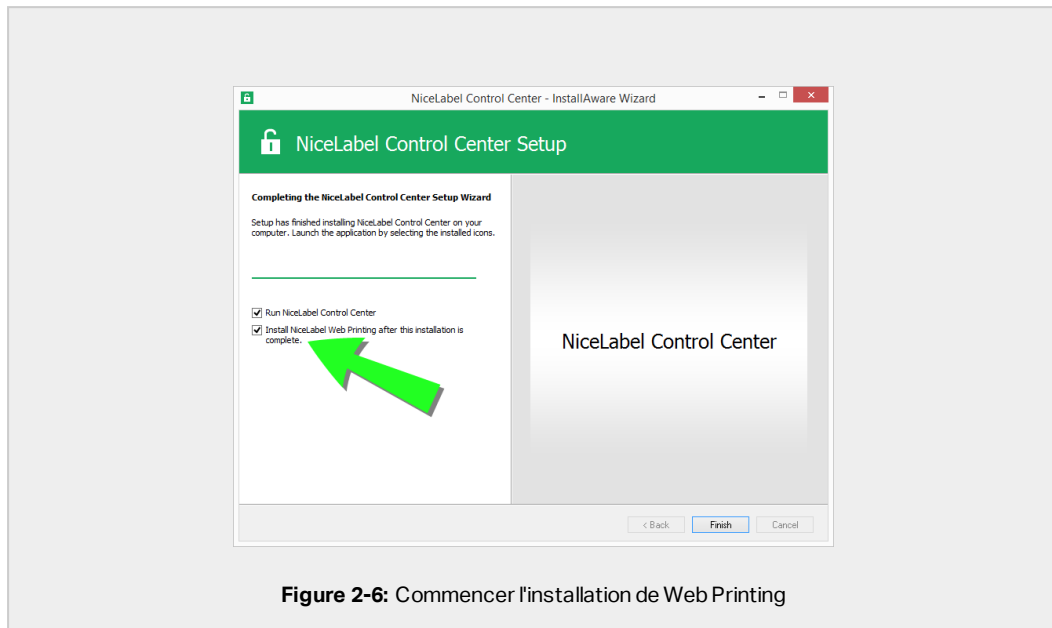 NiceLabel Control Center - InstallAware Wizard
NiceLabel Control Center Setup
Completing the NiceLabel Control Center Setup Wizard
Setup has finished installing NiceLabel Control Center on your
computer. Launch the application by selecting the installed icons.
Run NiceLabel Control Center
Install NiceLabel Web Printing after this installation is
complete.
NiceLabel Control Center
< Back Finish Cancel
Figure 2-6: Commencer l'installation de Web Printing